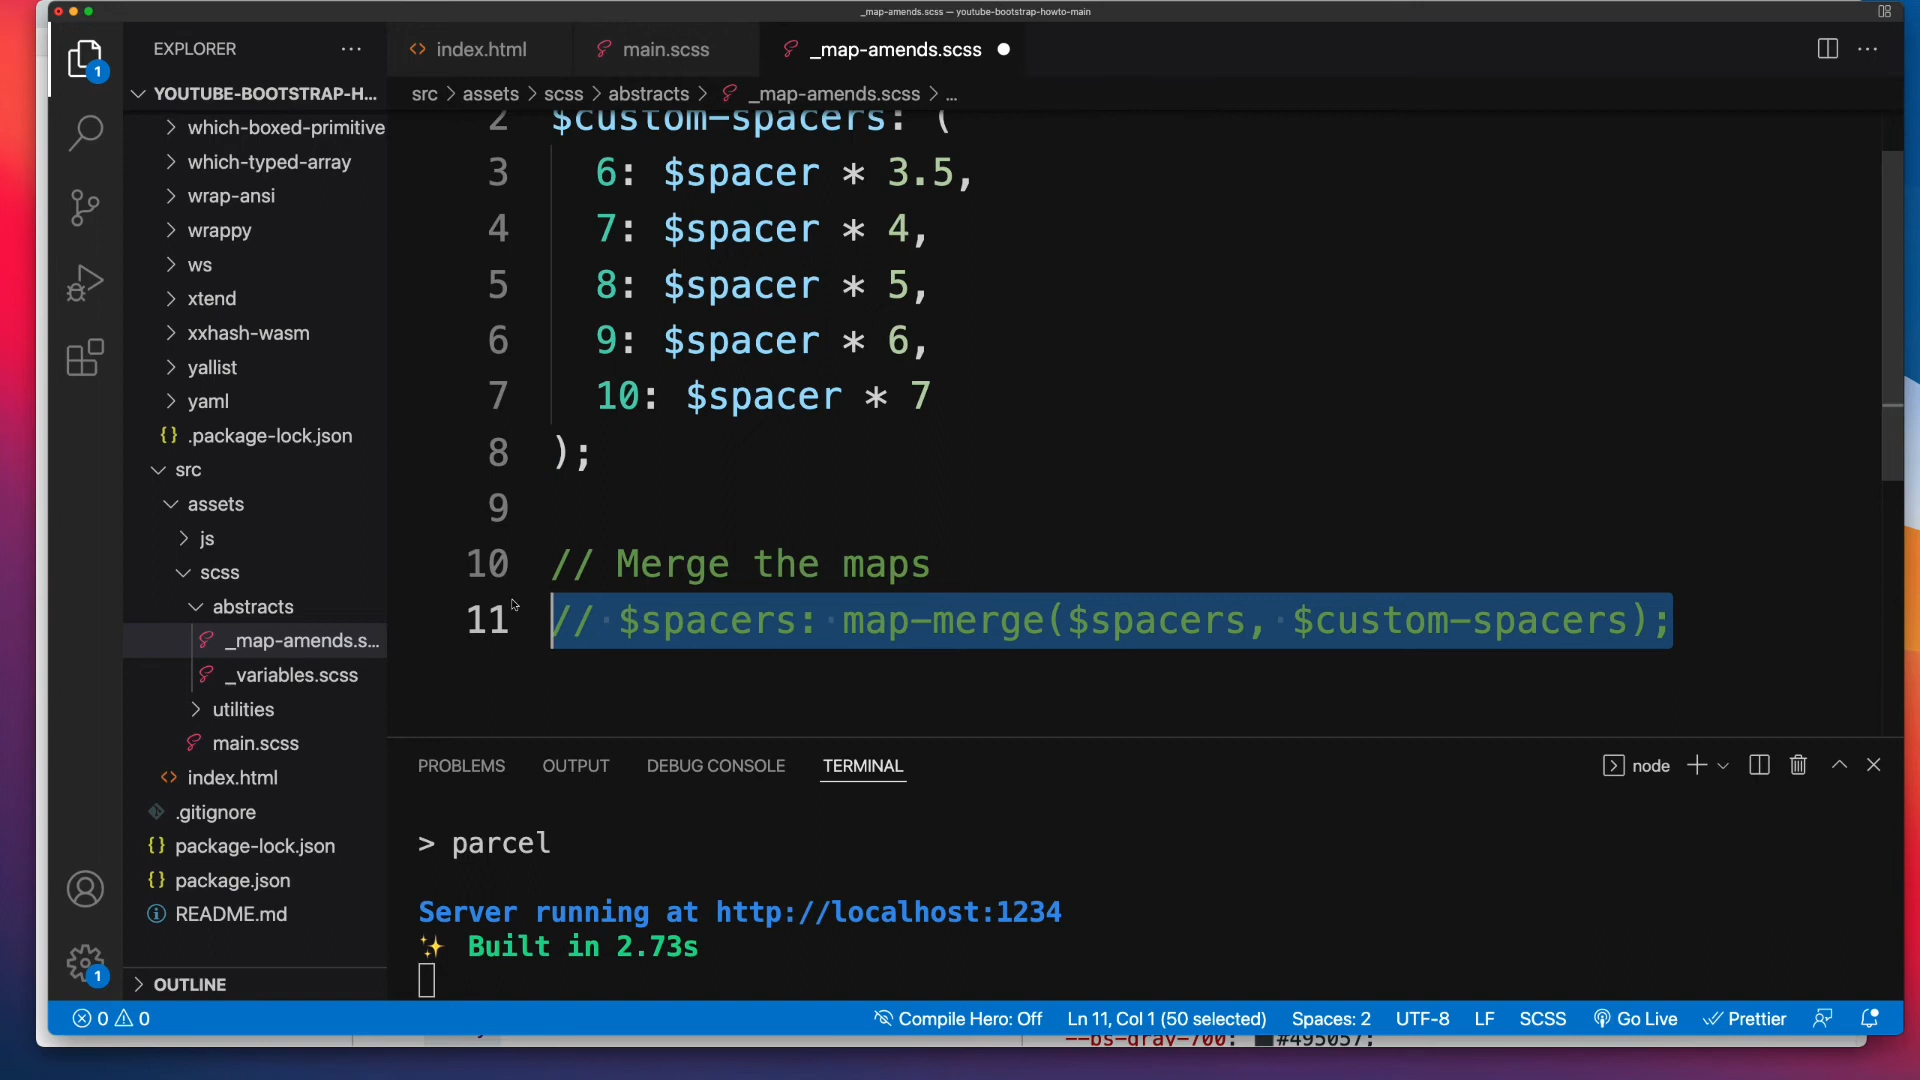 _map-amends.scss — youtube-bootstrap-howto-main
EXPLORER
YOUTUBE-BOOTSTRAP-H...
which-boxed-primitive
which-typed-array
wrap-ansi
wrappy
ws
xtend
xxhash-wasm
yallist
yaml
{} .package-lock.json
src
assets
js
scss
abstracts
_map-amends.s...
_variables.scss
utilities
main.scss
<> index.html
.gitignore
{} package-lock.json
{} package.json
README.md
OUTLINE
1
1
<> index.html
main.scss
_map-amends.scss
src > assets > scss > abstracts > _map-amends.scss > ...
2 $custom-spacers: (
3 6: $spacer * 3.5,
4 7: $spacer * 4,
5 8: $spacer * 5,
6 9: $spacer * 6,
7 10: $spacer * 7
8 );
9
10 // Merge the maps
11 // $spacers: map-merge($spacers, $custom-spacers);
PROBLEMS OUTPUT DEBUG CONSOLE TERMINAL
node
> parcel
Server running at http://localhost:1234
✨ Built in 2.73s
0 0
Compile Hero: Off Ln 11, Col 1 (50 selected) Spaces: 2 UTF-8 LF SCSS Go Live Prettier
--bs-gray-700: #495057;